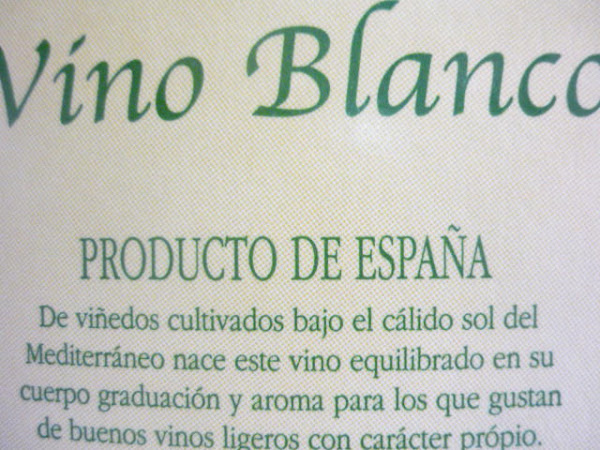 Vino Blanco
PRODUCTO DE ESPAÑA
De viñedos cultivados bajo el cálido sol del
Mediterráneo nace este vino equilibrado en su
cuerpo graduación y aroma para los que gustan
de buenos vinos ligeros con carácter própio.